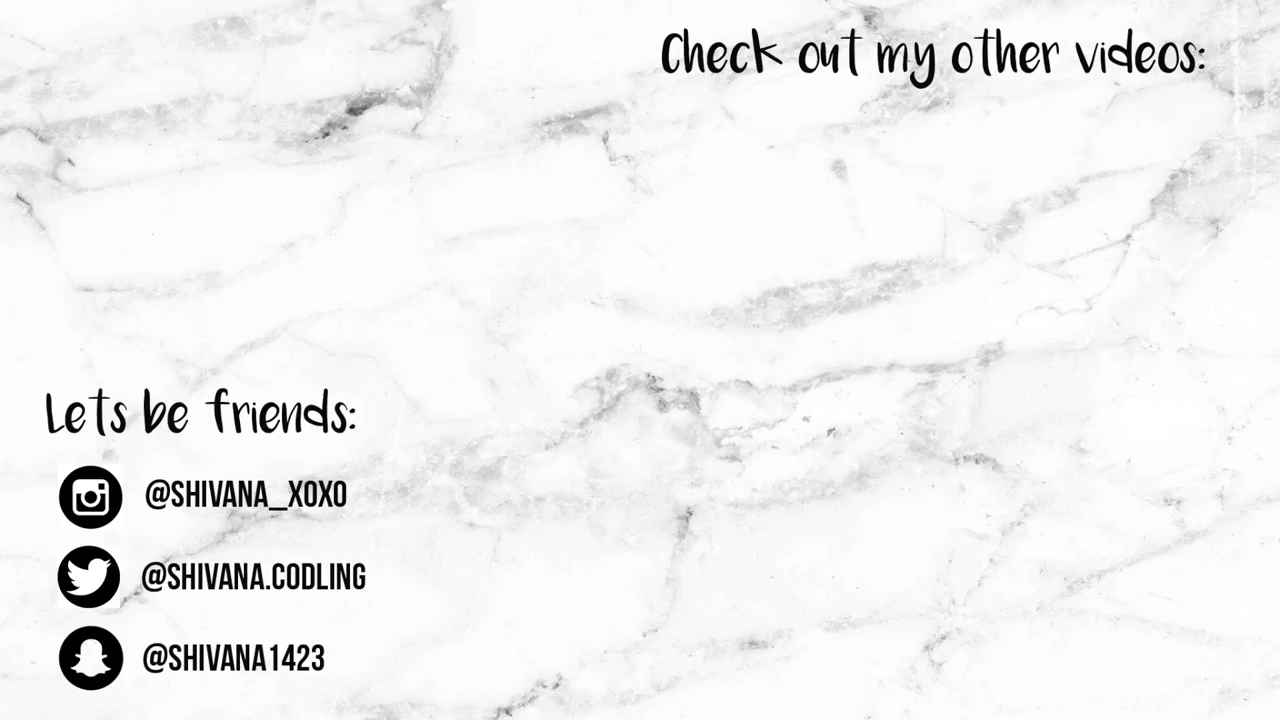 Check out my other videos:
Lets be friends:
@SHIVANA_XOXO
@SHIVANA.CODLING
@SHIVANA1423